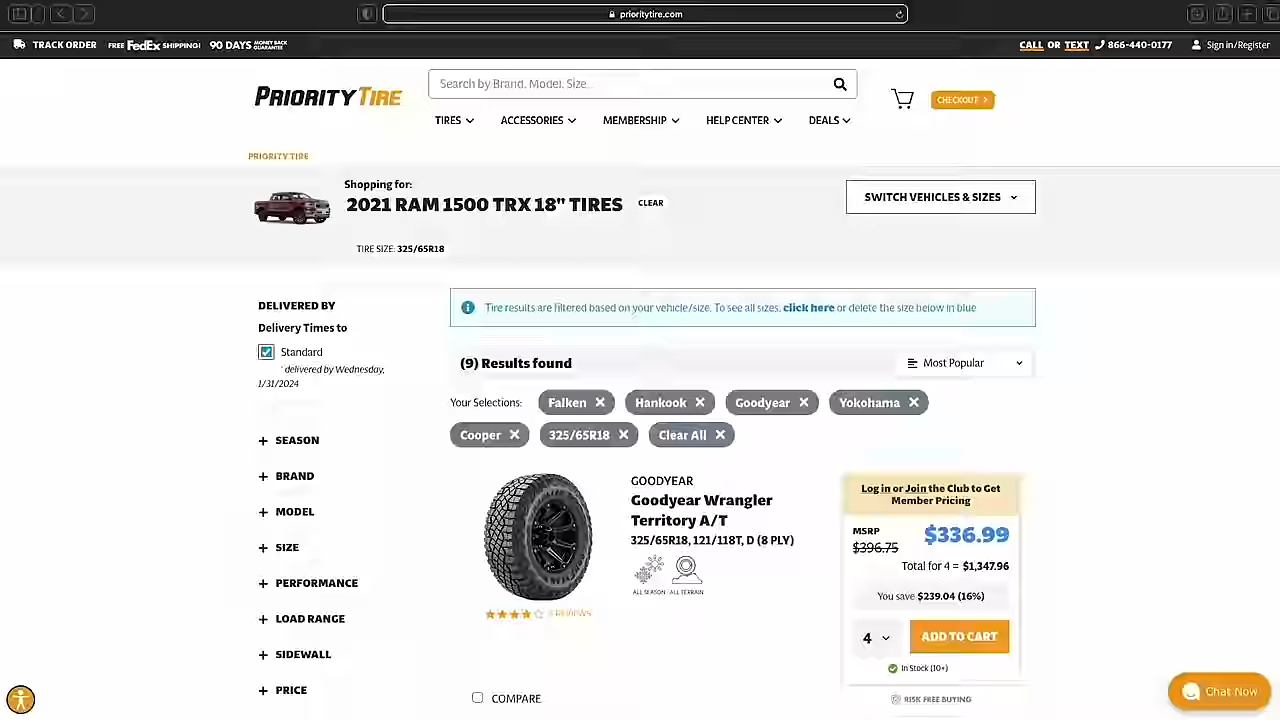 prioritytire.com
TRACK ORDER FREE FedEx SHIPPING! 90 DAYS MONEY BACK GUARANTEE
CALL OR TEXT 866-440-0177 Sign in/Register
PRIORITY TIRE
Search by Brand, Model, Size...
CHECKOUT
TIRES ACCESSORIES MEMBERSHIP HELP CENTER DEALS
PRIORITY TIRE
Shopping for:
2021 RAM 1500 TRX 18" TIRES CLEAR
SWITCH VEHICLES & SIZES
TIRE SIZE: 325/65R18
DELIVERED BY
Delivery Times to
Standard
* delivered by Wednesday,
1/31/2024
+ SEASON
+ BRAND
+ MODEL
+ SIZE
+ PERFORMANCE
+ LOAD RANGE
+ SIDEWALL
+ PRICE
Tire results are filtered based on your vehicle/size. To see all sizes, click here or delete the size below in blue
(9) Results found
Most Popular
Your Selections: Falken X Hankook X Goodyear X Yokohama X
Cooper X 325/65R18 X Clear All X
GOODYEAR
Goodyear Wrangler
Territory A/T
325/65R18, 121/118T, D (8 PLY)
ALL SEASON ALL TERRAIN
REVIEWS
COMPARE
Log in or Join the Club to Get
Member Pricing
MSRP
$396.75 $336.99
Total for 4 = $1,347.96
You save $239.04 (16%)
4 ADD TO CART
In Stock (10+)
RISK FREE BUYING
Chat Now